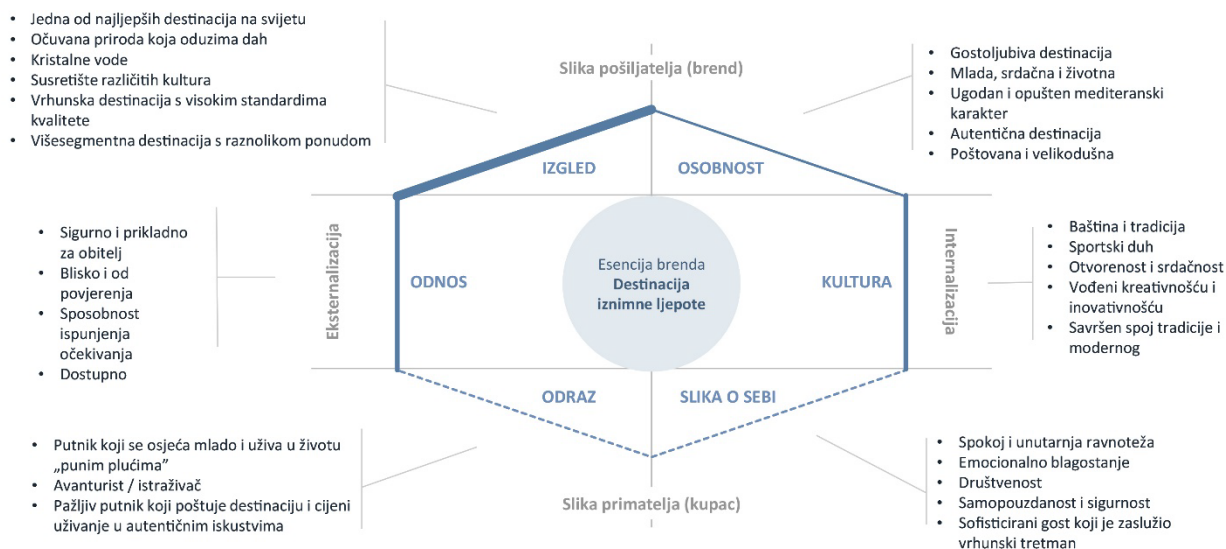 • Jedna od najljepših destinacija na svijetu
• Očuvana priroda koja oduzima dah
• Kristalne vode
• Susretište različitih kultura
• Vrhunska destinacija s visokim standardima
kvalitete
• Višesegmentna destinacija s raznolikom ponudom
Slika pošiljatelja (brend)
• Gostoljubiva destinacija
• Mlada, srdačna i životna
• Ugodan i opušten mediteranski
karakter
• Autentična destinacija
• Poštovana i velikodušna
IZGLED
OSOBNOST
• Sigurno i prikladno
za obitelj
• Blisko i od
povjerenja
• Sposobnost
ispunjenja
očekivanja
• Dostupno
Eksternalizacija
ODNOS
Esencija brenda
Destinacija
iznimne ljepote
KULTURA
Internalizacija
• Baština i tradicija
• Sportski duh
• Otvorenost i srdačnost
• Vođeni kreativnošću i
inovativnošću
• Savršen spoj tradicije i
modernog
ODRAZ
SLIKA O SEBI
• Putnik koji se osjeća mlado i uživa u životu
„punim plućima”
• Avanturist / istraživač
• Pažljiv putnik koji poštuje destinaciju i cijeni
uživanje u autentičnim iskustvima
Slika primatelja (kupac)
• Spokoj i unutarnja ravnoteža
• Emocionalno blagostanje
• Društvenost
• Samopouzdanost i sigurnost
• Sofisticirani gost koji je zaslužio
vrhunski tretman